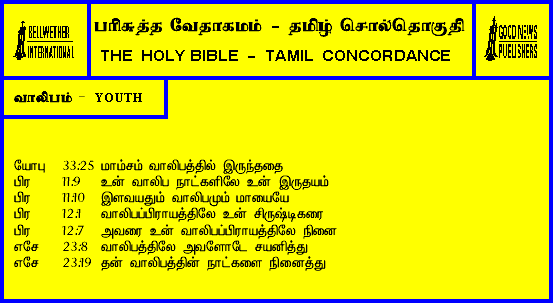 BELLWETHER
INTERNATIONAL
பரிசுத்த வேதாகமம் - தமிழ் சொல்தொகுதி
THE HOLY BIBLE - TAMIL CONCORDANCE
GOOD NEWS
PUBLISHERS
வாலிபம் - YOUTH
யோபு 33:25 மாம்சம் வாலிபத்தில் இருந்ததை
பிர 11:9 உன் வாலிப நாட்களிலே உன் இருதயம்
பிர 11:10 இளவயதும் வாலிபமும் மாயையே
பிர 12:1 வாலிபப்பிராயத்திலே உன் சிருஷ்டிகரை
பிர 12:7 அவரை உன் வாலிபப்பிராயத்திலே நினை
எசே 23:8 வாலிபத்திலே அவளோடே சயனித்து
எசே 23:19 தன் வாலிபத்தின் நாட்களை நினைத்து